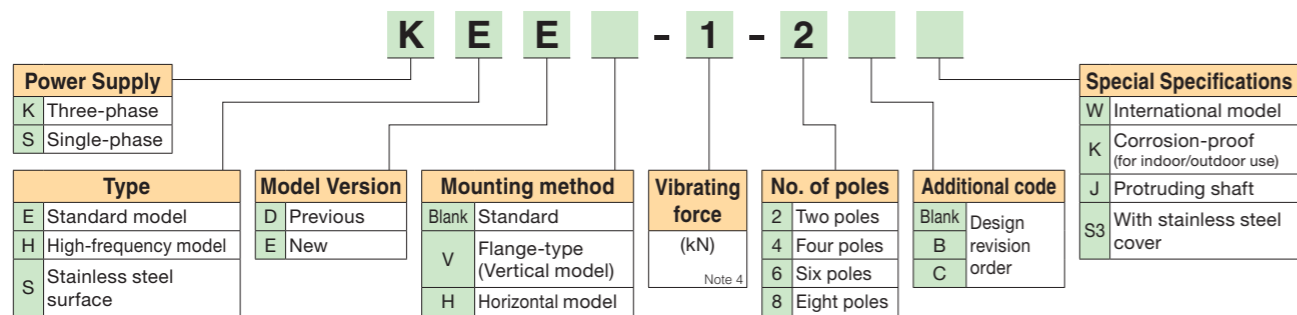 K E E - 1 - 2
Power Supply
K Three-phase
S Single-phase
Type
E Standard model
H High-frequency model
S Stainless steel
surface
Model Version
D Previous
E New
Mounting method
Blank Standard
V Flange-type
(Vertical model)
H Horizontal model
Vibrating
force
(kN)
Note 4
No. of poles
2 Two poles
4 Four poles
6 Six poles
8 Eight poles
Additional code
Blank Design
B revision
C order
Special Specifications
W International model
K Corrosion-proof
(for indoor/outdoor use)
J Protruding shaft
S3 With stainless steel
cover